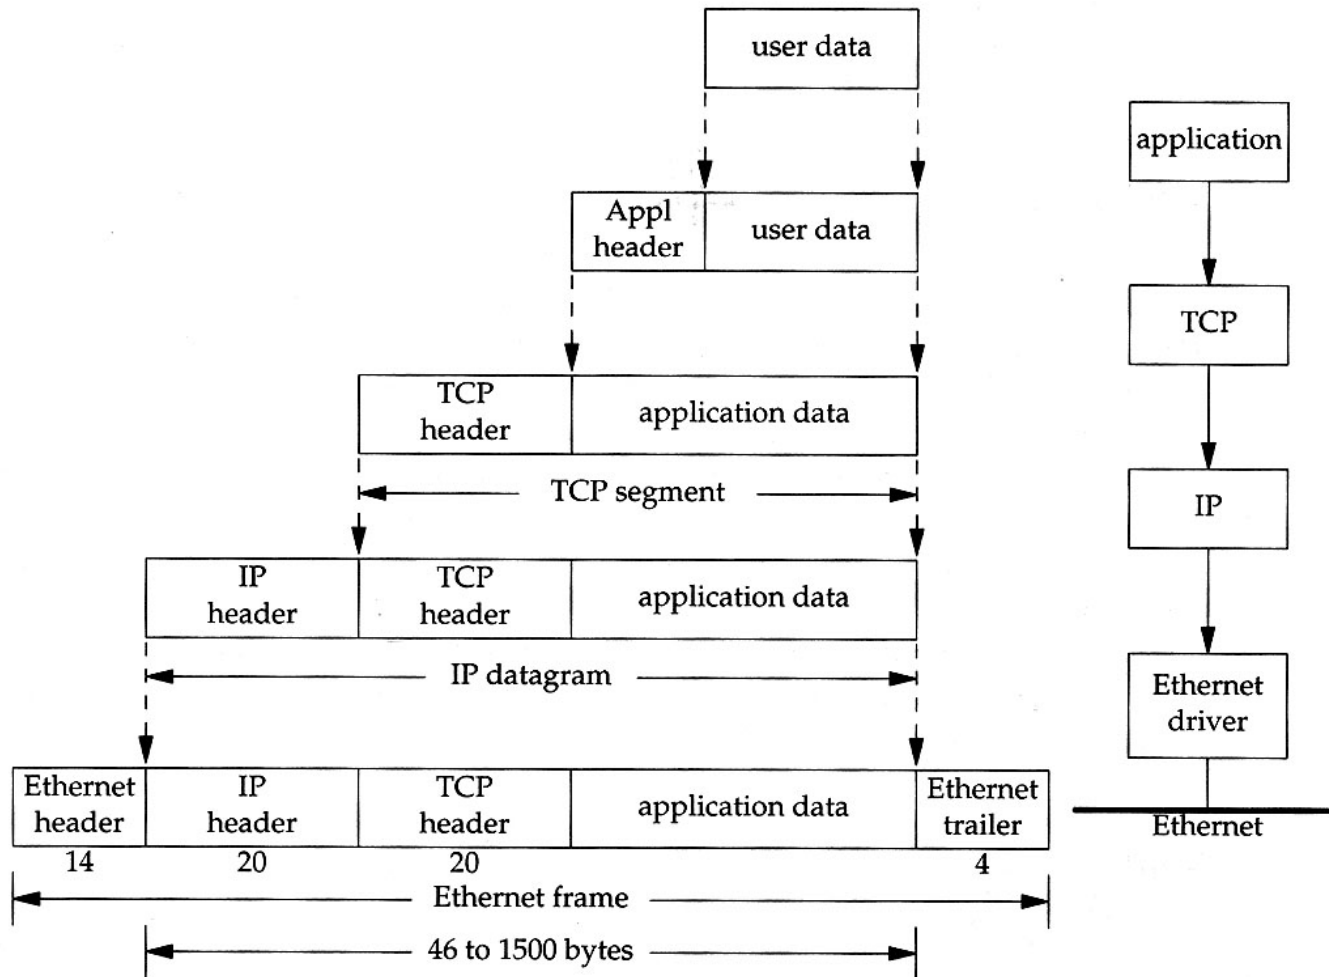 user data
application
Appl
header
user data
TCP
TCP
header
application data
TCP segment
IP
IP
header
TCP
header
application data
IP datagram
Ethernet
driver
Ethernet
header
IP
header
TCP
header
application data
Ethernet
trailer
Ethernet
14
20
20
4
Ethernet frame
46 to 1500 bytes